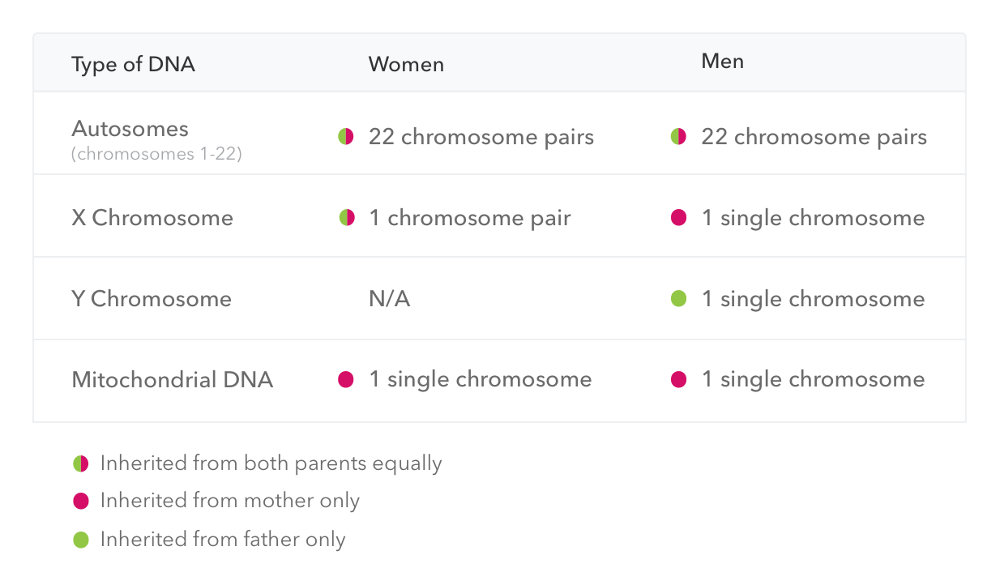 Type of DNA Women Men
Autosomes
(chromosomes 1-22)
22 chromosome pairs 22 chromosome pairs
X Chromosome 1 chromosome pair 1 single chromosome
Y Chromosome N/A 1 single chromosome
Mitochondrial DNA 1 single chromosome 1 single chromosome
Inherited from both parents equally
Inherited from mother only
Inherited from father only